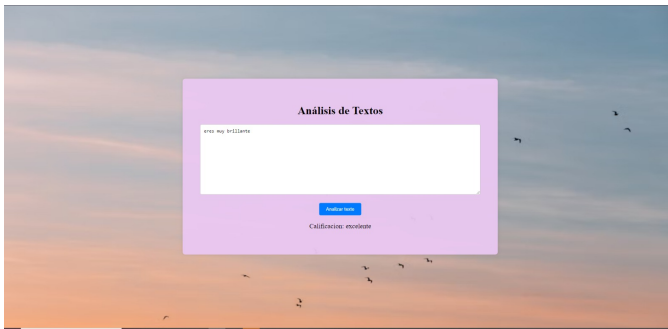 Análisis de Textos
eres muy brillante
Analizar texto
Calificacion: excelente